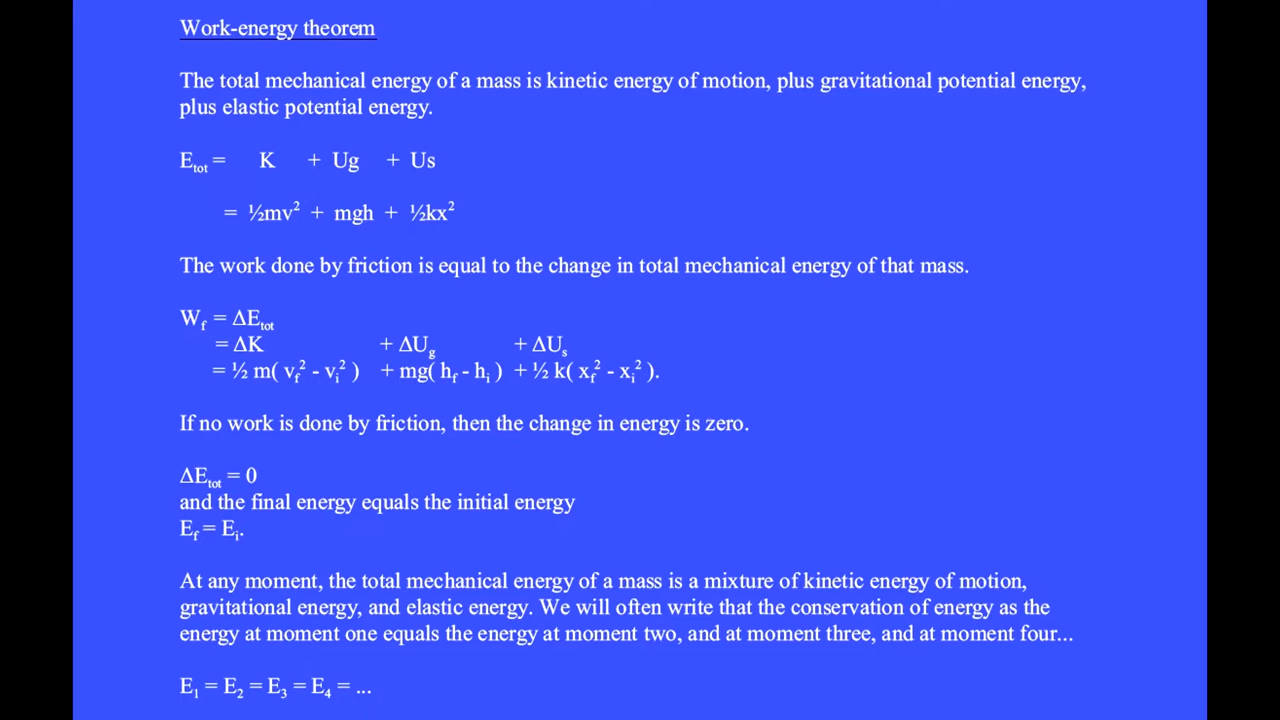 Work-energy theorem
The total mechanical energy of a mass is kinetic energy of motion, plus gravitational potential energy,
plus elastic potential energy.
Eₜₒₜ = K + Ug + Us
= ½mv² + mgh + ½kx²
The work done by friction is equal to the change in total mechanical energy of that mass.
W_f = ΔEₜₒₜ
= ΔK + ΔU_g + ΔUₛ
= ½ m( v_f² - vᵢ² ) + mg( h_f - hᵢ ) + ½ k( x_f² - xᵢ² ).
If no work is done by friction, then the change in energy is zero.
ΔEₜₒₜ = 0
and the final energy equals the initial energy
E_f = Eᵢ.
At any moment, the total mechanical energy of a mass is a mixture of kinetic energy of motion,
gravitational energy, and elastic energy. We will often write that the conservation of energy as the
energy at moment one equals the energy at moment two, and at moment three, and at moment four...
E₁ = E₂ = E₃ = E₄ = ...